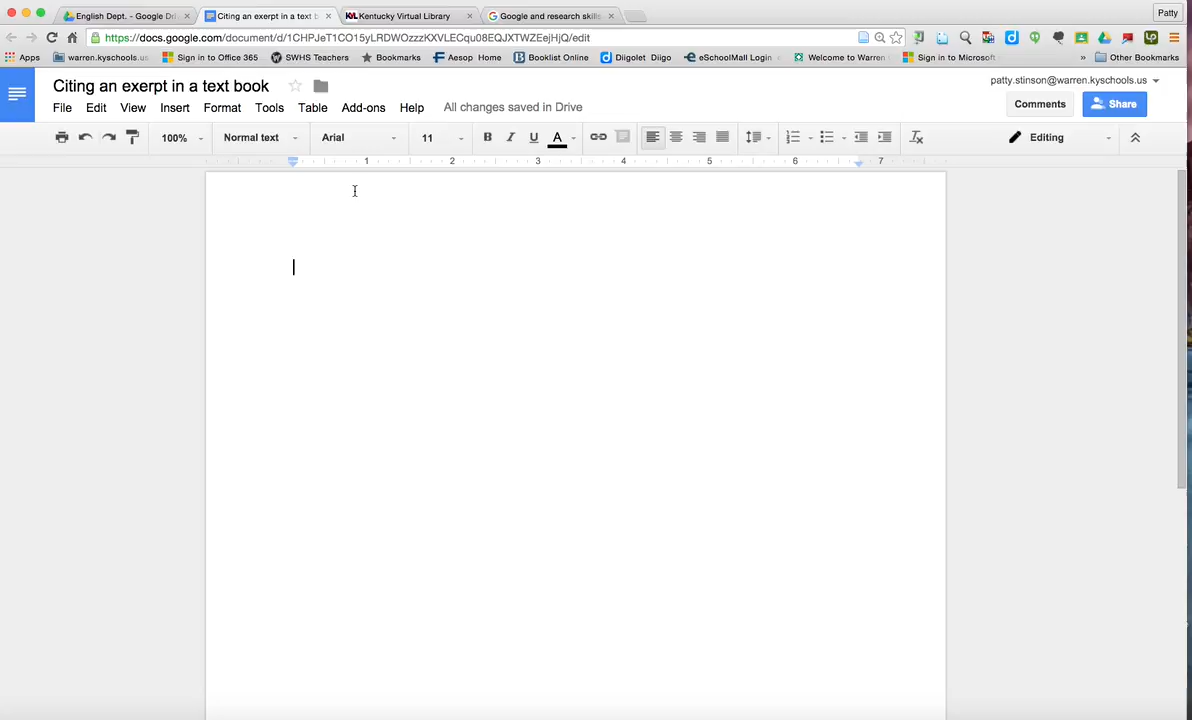 English Dept. - Google Dri
Citing an exerpt in a text b
Kentucky Virtual Library
Google and research skills
Patty
https://docs.google.com/document/d/1CHPJeT1CO15yLRDWOzzzKXVLECqu08EQJXTWZEejHjQ/edit
Apps
warren.kyschools.us
Sign in to Office 365
SWHS Teachers
Bookmarks
Aesop Home
Booklist Online
Diigolet Diigo
eSchoolMall Login
Welcome to Warren
Sign in to Microsoft
»
Other Bookmarks
Citing an exerpt in a text book
patty.stinson@warren.kyschools.us
File Edit View Insert Format Tools Table Add-ons Help All changes saved in Drive
Comments
Share
100% Normal text Arial 11 B I U A
Editing
1 2 3 4 5 6 7